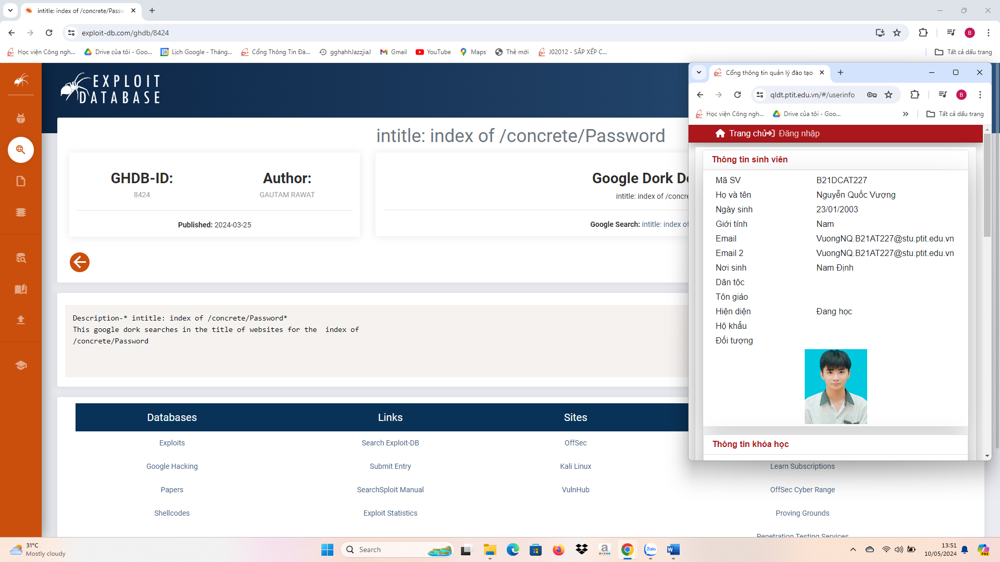 intitle: index of /concrete/Passw
exploit-db.com/ghdb/8424
Học viện Công ngh...
Drive của tôi - Goo...
Lịch Google - Tháng...
Cổng Thông Tin Đà...
gghahhJazzjiaJ
Gmail
YouTube
Maps
Thẻ mới
J02012 - SẮP XẾP C...
Tất cả dấu trang
EXPLOIT
DATABASE
intitle: index of /concrete/Password
GHDB-ID:
8424
Author:
GAUTAM RAWAT
Published: 2024-03-25
Google Dork De
intitle: index of /concre
Google Search: intitle: index of
Description-* intitle: index of /concrete/Password*
This google dork searches in the title of websites for the  index of
/concrete/Password
Databases
Links
Sites
Exploits
Search Exploit-DB
OffSec
Google Hacking
Submit Entry
Kali Linux
Learn Subscriptions
Papers
SearchSploit Manual
VulnHub
OffSec Cyber Range
Shellcodes
Exploit Statistics
Proving Grounds
Penetration Testing Services
Cổng thông tin quản lý đào tạo
qldt.ptit.edu.vn/#/userinfo
Học viện Công ngh...
Drive của tôi - Goo...
Tất cả dấu trang
Trang chủ
Đăng nhập
Thông tin sinh viên
Mã SV B21DCAT227
Họ và tên Nguyễn Quốc Vượng
Ngày sinh 23/01/2003
Giới tính Nam
Email VuongNQ.B21AT227@stu.ptit.edu.vn
Email 2 VuongNQ.B21AT227@stu.ptit.edu.vn
Nơi sinh Nam Định
Dân tộc
Tôn giáo
Hiện diện Đang học
Hộ khẩu
Đối tượng
Thông tin khóa học
31°C
Mostly cloudy
Search
Zalo
13:51
10/05/2024